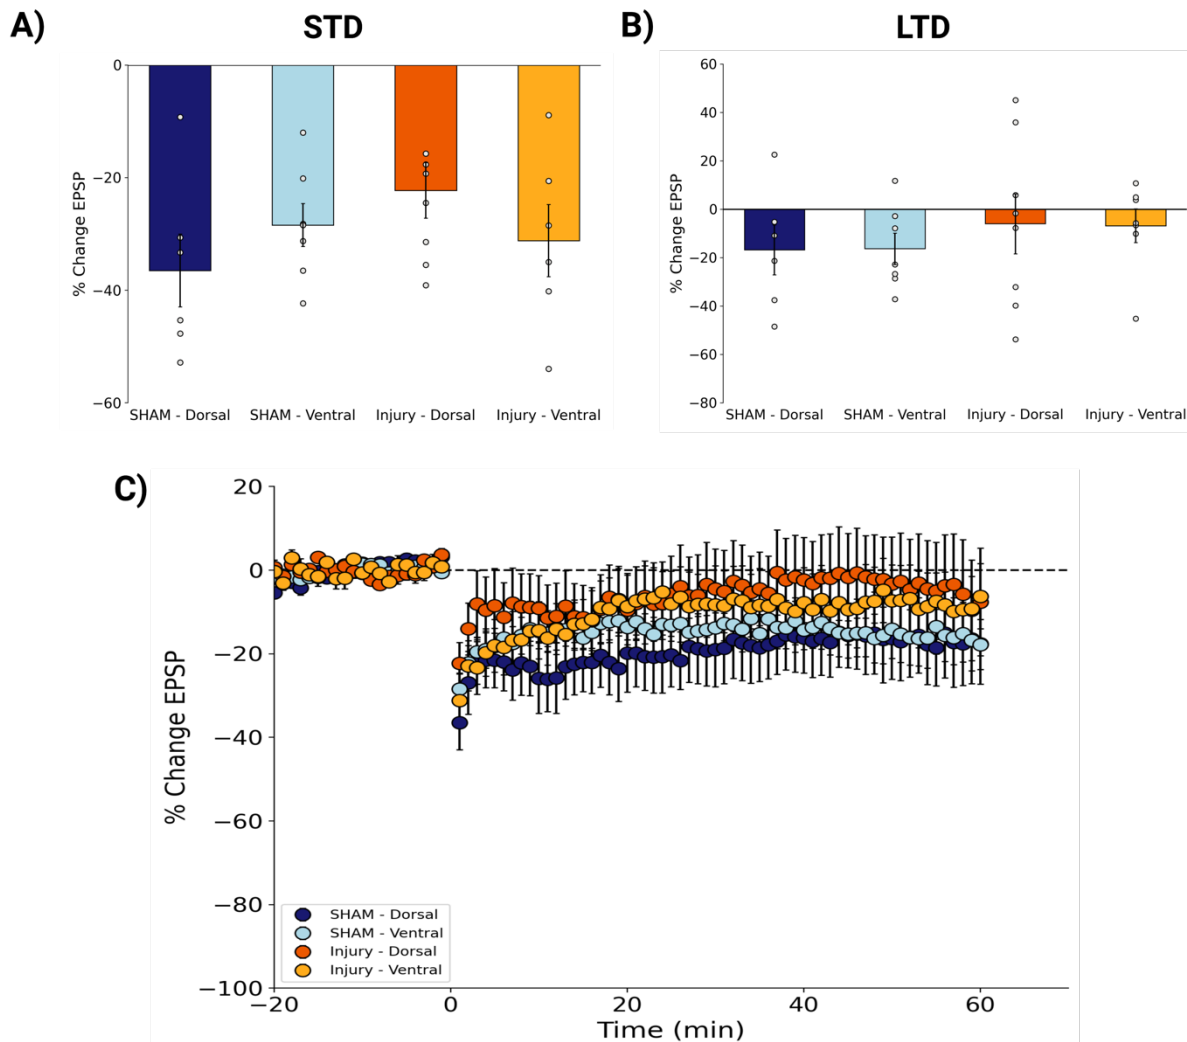 A)
STD
% Change EPSP
0
−20
−40
−60
SHAM - Dorsal
SHAM - Ventral
Injury - Dorsal
Injury - Ventral
B)
LTD
% Change EPSP
60
40
20
0
−20
−40
−60
−80
SHAM - Dorsal
SHAM - Ventral
Injury - Dorsal
Injury - Ventral
C)
% Change EPSP
20
0
−20
−40
−60
−80
−100
SHAM - Dorsal
SHAM - Ventral
Injury - Dorsal
Injury - Ventral
−20
0
20
40
60
Time (min)